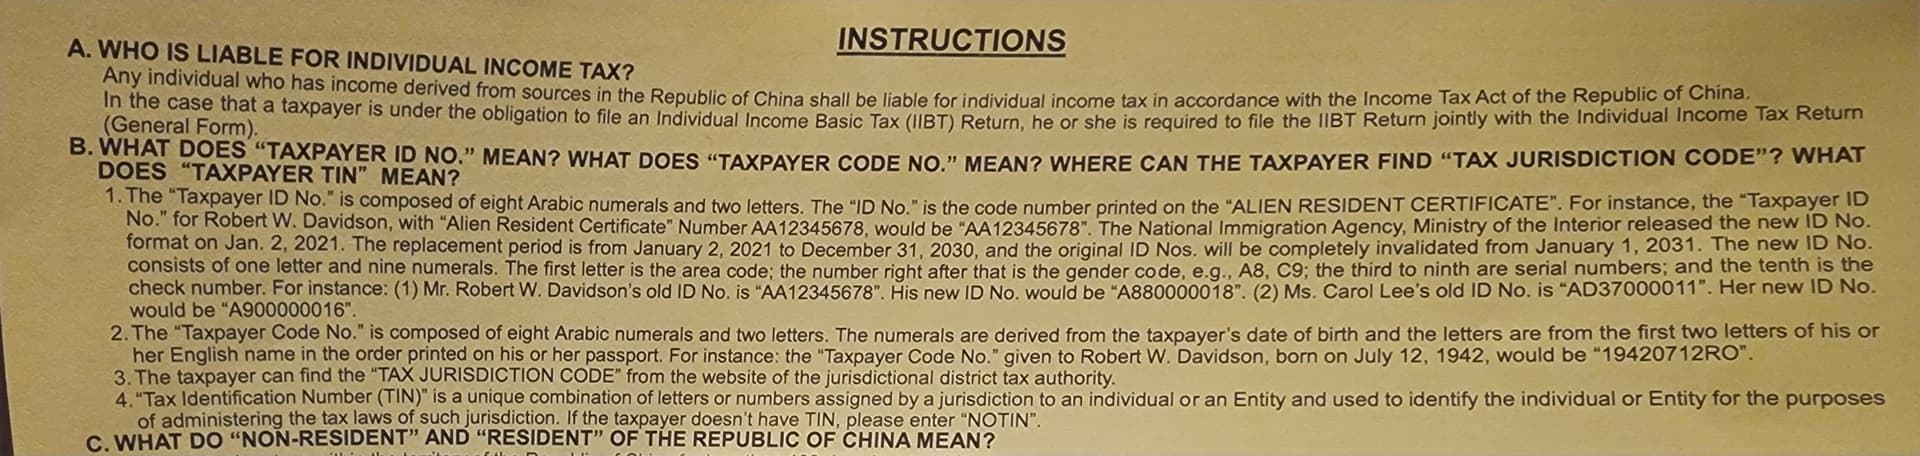 INSTRUCTIONS
A. WHO IS LIABLE FOR INDIVIDUAL INCOME TAX?
Any individual who has income derived from sources in the Republic of China shall be liable for individual income tax in accordance with the Income Tax Act of the Republic of China.
In the case that a taxpayer is under the obligation to file an Individual Income Basic Tax (IIBT) Return, he or she is required to file the IIBT Return jointly with the Individual Income Tax Return
(General Form).
B. WHAT DOES “TAXPAYER ID NO.” MEAN? WHAT DOES “TAXPAYER CODE NO.” MEAN? WHERE CAN THE TAXPAYER FIND “TAX JURISDICTION CODE”? WHAT
DOES “TAXPAYER TIN” MEAN?
1. The “Taxpayer ID No.” is composed of eight Arabic numerals and two letters. The “ID No.” is the code number printed on the “ALIEN RESIDENT CERTIFICATE”. For instance, the “Taxpayer ID
No.” for Robert W. Davidson, with “Alien Resident Certificate” Number AA12345678, would be “AA12345678”. The National Immigration Agency, Ministry of the Interior released the new ID No.
format on Jan. 2, 2021. The replacement period is from January 2, 2021 to December 31, 2030, and the original ID Nos. will be completely invalidated from January 1, 2031. The new ID No.
consists of one letter and nine numerals. The first letter is the area code; the number right after that is the gender code, e.g., A8, C9; the third to ninth are serial numbers; and the tenth is the
check number. For instance: (1) Mr. Robert W. Davidson’s old ID No. is “AA12345678”. His new ID No. would be “A880000018”. (2) Ms. Carol Lee’s old ID No. is “AD37000011”. Her new ID No.
would be “A900000016”.
2. The “Taxpayer Code No.” is composed of eight Arabic numerals and two letters. The numerals are derived from the taxpayer’s date of birth and the letters are from the first two letters of his or
her English name in the order printed on his or her passport. For instance: the “Taxpayer Code No.” given to Robert W. Davidson, born on July 12, 1942, would be “19420712RO”.
3. The taxpayer can find the “TAX JURISDICTION CODE” from the website of the jurisdictional district tax authority.
4. “Tax Identification Number (TIN)” is a unique combination of letters or numbers assigned by a jurisdiction to an individual or an Entity and used to identify the individual or Entity for the purposes
of administering the tax laws of such jurisdiction. If the taxpayer doesn’t have TIN, please enter “NOTIN”.
C. WHAT DO “NON-RESIDENT” AND “RESIDENT” OF THE REPUBLIC OF CHINA MEAN?